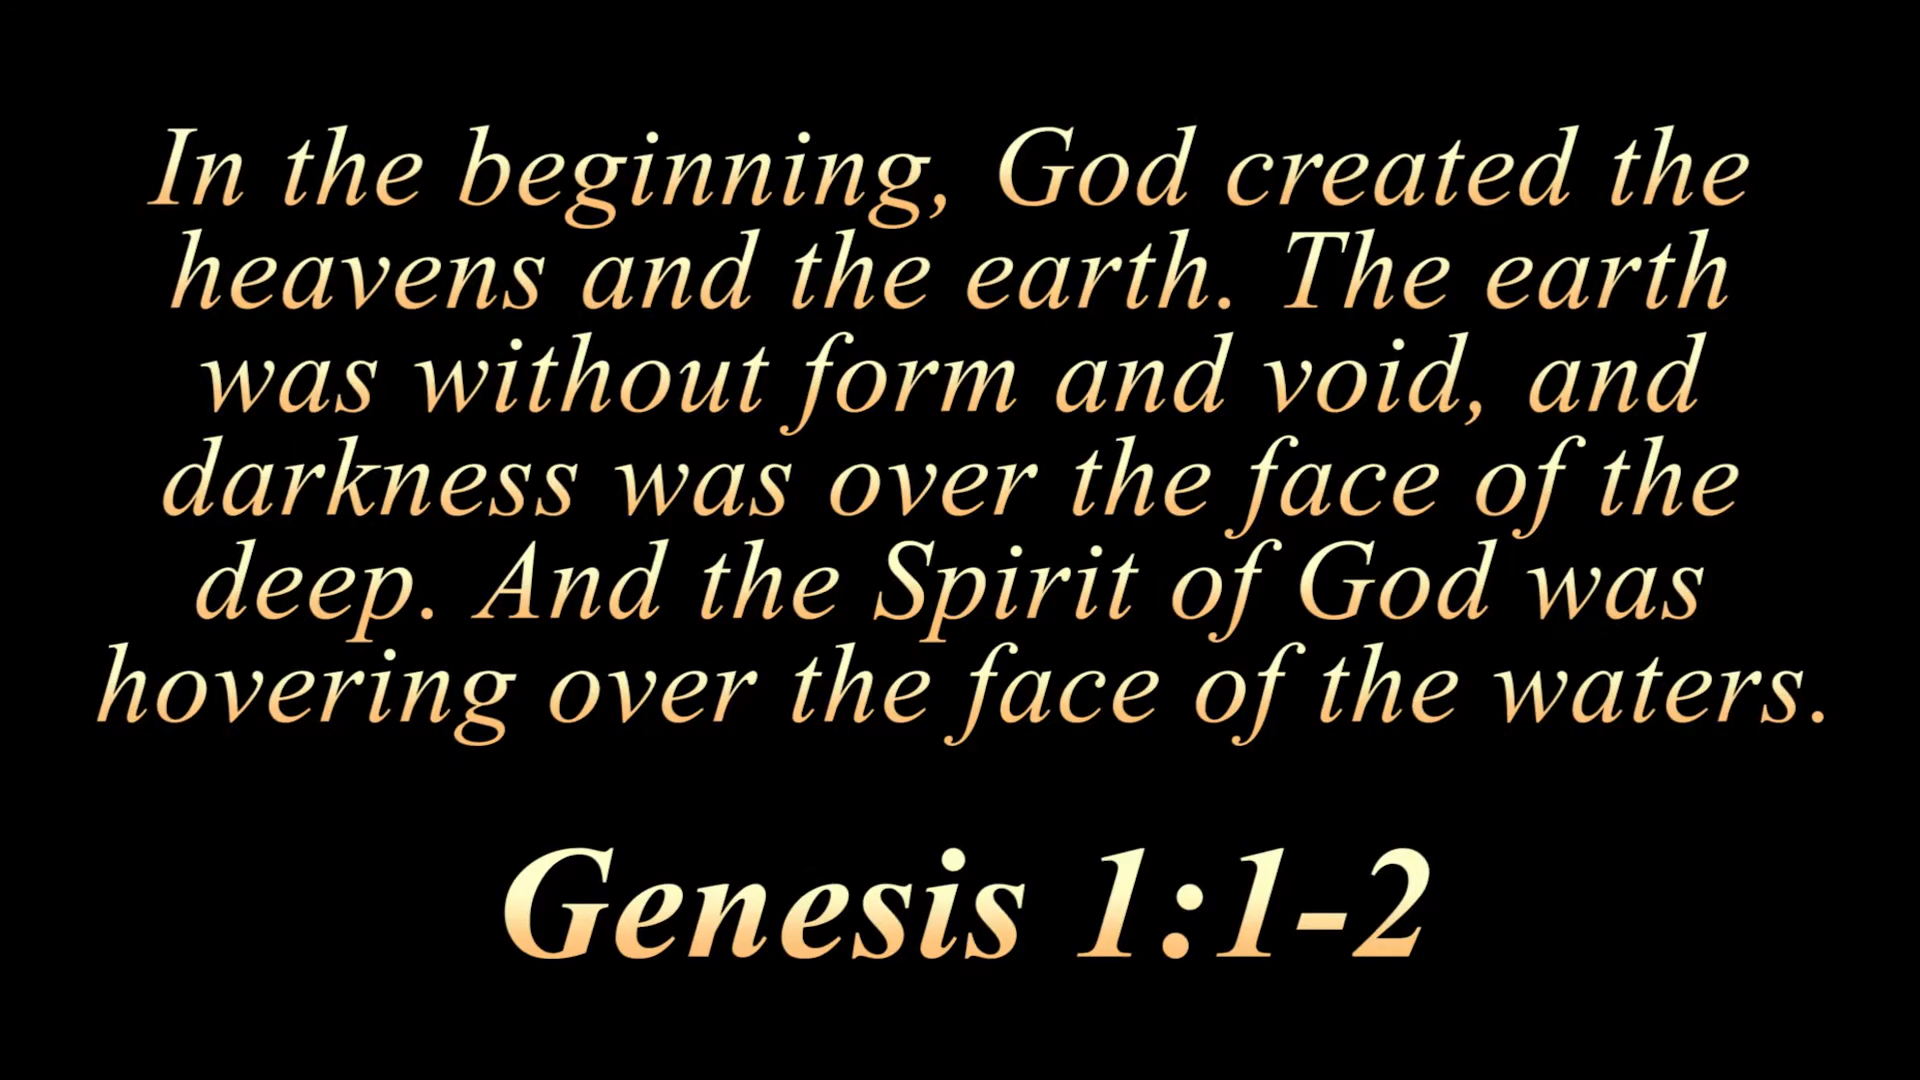 In the beginning, God created the
heavens and the earth. The earth
was without form and void, and
darkness was over the face of the
deep. And the Spirit of God was
hovering over the face of the waters.
Genesis 1:1-2